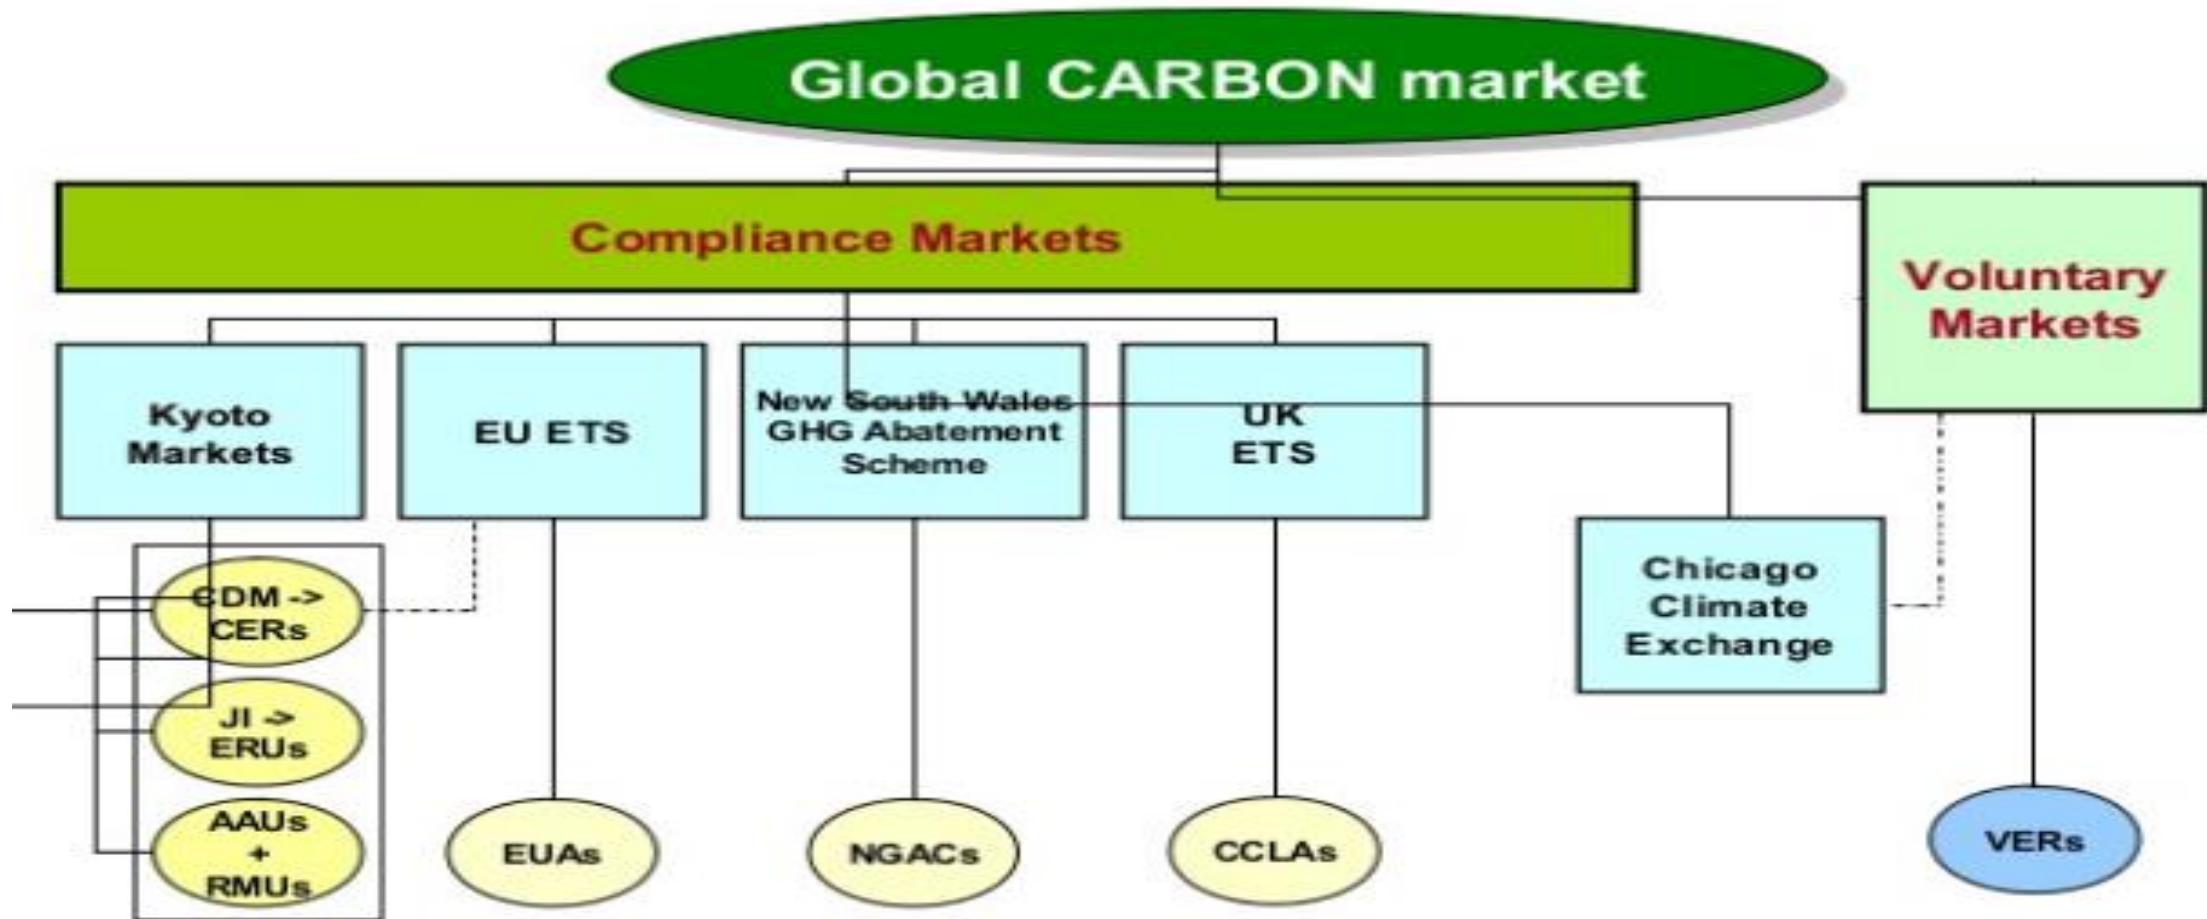 Global CARBON market
Compliance Markets
Voluntary
Markets
Kyoto
Markets
EU ETS
New South Wales
GHG Abatement
Scheme
UK
ETS
Chicago
Climate
Exchange
CDM ->
CERs
JI ->
ERUs
AAUs
+
RMUs
EUAs
NGACs
CCLAs
VERs